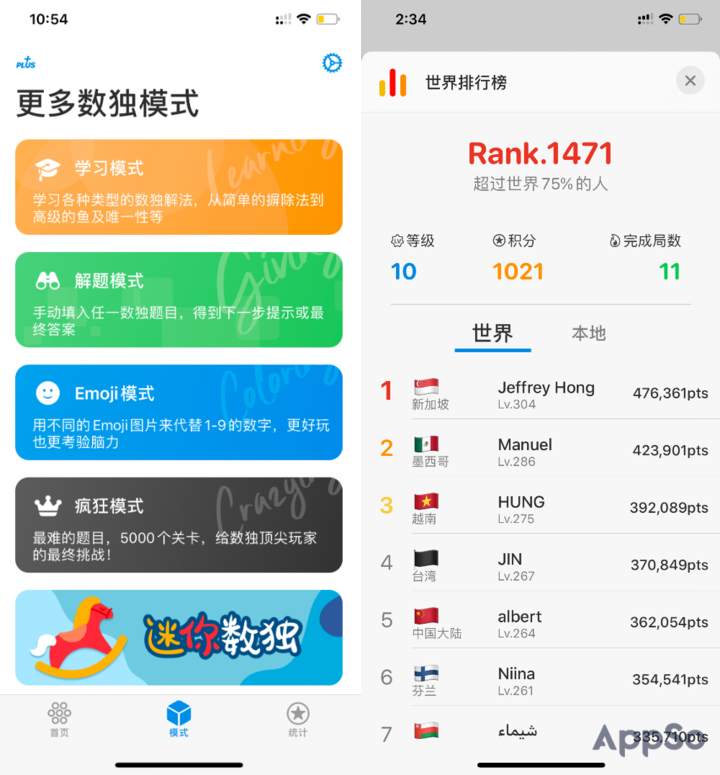 10:54
PLUS
更多数独模式
学习模式
学习各种类型的数独解法，从简单的摒除法到
高级的鱼及唯一性等
Learning
解题模式
手动填入任一数独题目，得到下一步提示或最
终答案
Emoji模式
用不同的Emoji图片来代替1-9的数字，更好玩
也更考验脑力
Coloring
疯狂模式
最难的题目，5000个关卡，给数独顶尖玩家
的最终挑战！
迷你数独
首页
模式
统计
2:34
世界排行榜
Rank.1471
超过世界75%的人
等级
积分
完成局数
10
1021
11
世界
本地
1
新加坡
Jeffrey Hong
Lv.304
476,361pts
2
墨西哥
Manuel
Lv.286
423,901pts
3
越南
HUNG
Lv.275
392,089pts
4
台湾
JIN
Lv.267
370,849pts
5
中国大陆
albert
Lv.264
362,054pts
6
芬兰
Niina
Lv.261
354,541pts
7
شيماء
335,710pts
AppSo